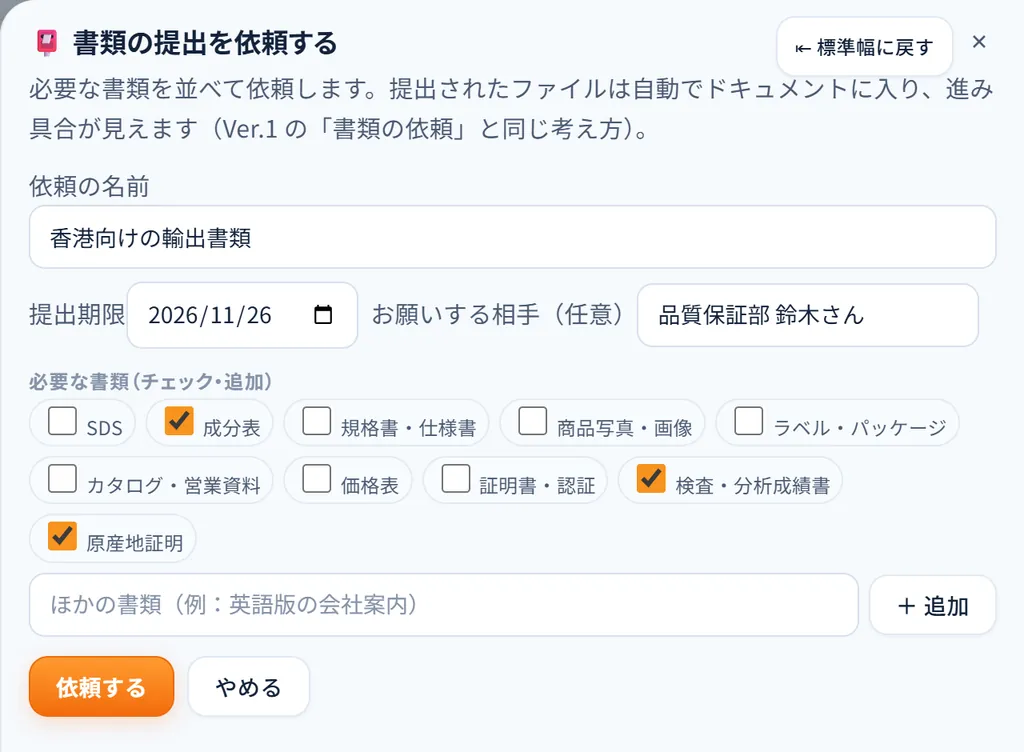 書類の提出を依頼する
⇤ 標準幅に戻す ×
必要な書類を並べて依頼します。提出されたファイルは自動でドキュメントに入り、進み
具合が見えます（Ver.1 の「書類の依頼」と同じ考え方）。
依頼の名前
香港向けの輸出書類
提出期限 2026/11/26 お願いする相手（任意） 品質保証部 鈴木さん
必要な書類（チェック・追加）
SDS 成分表 規格書・仕様書 商品写真・画像 ラベル・パッケージ
カタログ・営業資料 価格表 証明書・認証 検査・分析成績書
原産地証明
ほかの書類（例：英語版の会社案内） ＋ 追加
依頼する やめる